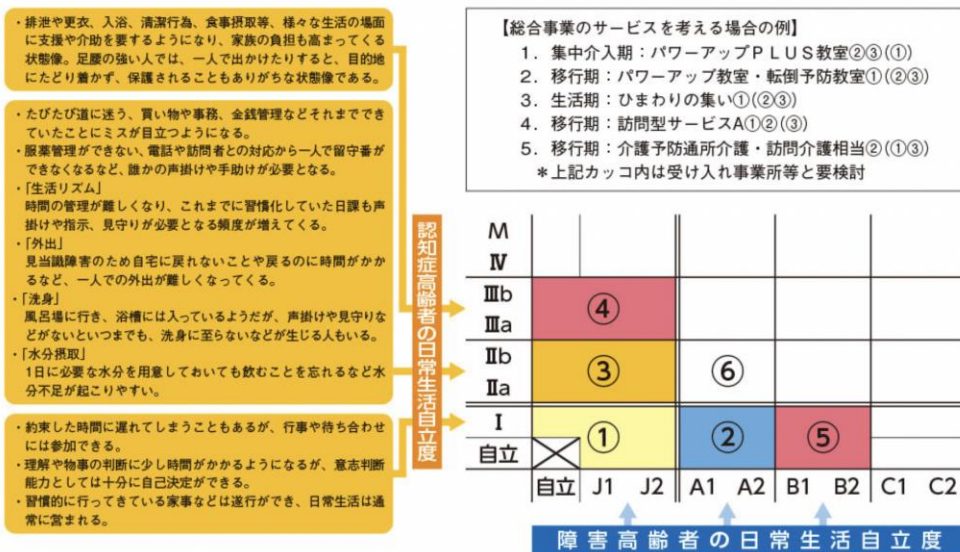 ・排泄や更衣、入浴、清潔行為、食事摂取等、様々な生活の場面
に支援や介助を要するようになり、家族の負担も高まってくる
状態像。足腰の強い人では、一人で出かけたりすると、目的地
にたどり着かず、保護されることもありがちな状態像である。
・たびたび道に迷う、買い物や事務、金銭管理などそれまででき
ていたことにミスが目立つようになる。
・服薬管理ができない、電話や訪問者との対応から一人で留守番が
できなくなるなど、誰かの声掛けや手助けが必要となる。
・「生活リズム」
時間の管理が難しくなり、これまでに習慣化していた日課も声
掛けや指示、見守りが必要となる頻度が増えてくる。
・「外出」
見当識障害のため自宅に戻れないことや戻るのに時間がかか
るなど、一人での外出が難しくなってくる。
・「洗身」
風呂場に行き、浴槽には入っているようだが、声掛けや見守りな
どがないといつまでも、洗身に至らないなどが生じる人もいる。
・「水分摂取」
1日に必要な水分を用意しておいても飲むことを忘れるなど水
分不足が起こりやすい。
・約束した時間に遅れてしまうこともあるが、行事や待ち合わせ
には参加できる。
・理解や物事の判断に少し時間がかかるようになるが、意志判断
能力としては十分に自己決定ができる。
・習慣的に行ってきている家事などは遂行ができ、日常生活は通
常に営まれる。
【総合事業のサービスを考える場合の例】
1．集中介入期：パワーアップＰＬＵＳ教室②③(①)
2．移行期：パワーアップ教室・転倒予防教室①(②③)
3．生活期：ひまわりの集い①(②③)
4．移行期：訪問型サービスA①②(③)
5．移行期：介護予防通所介護・訪問介護相当②(①③)
＊上記カッコ内は受け入れ事業所等と要検討
認知症高齢者の日常生活自立度
M
Ⅳ
Ⅲb
Ⅲa
④
Ⅱb
Ⅱa
③ ⑥
Ⅰ
自立
① ② ⑤
自立 J1 J2 A1 A2 B1 B2 C1 C2
障害高齢者の日常生活自立度